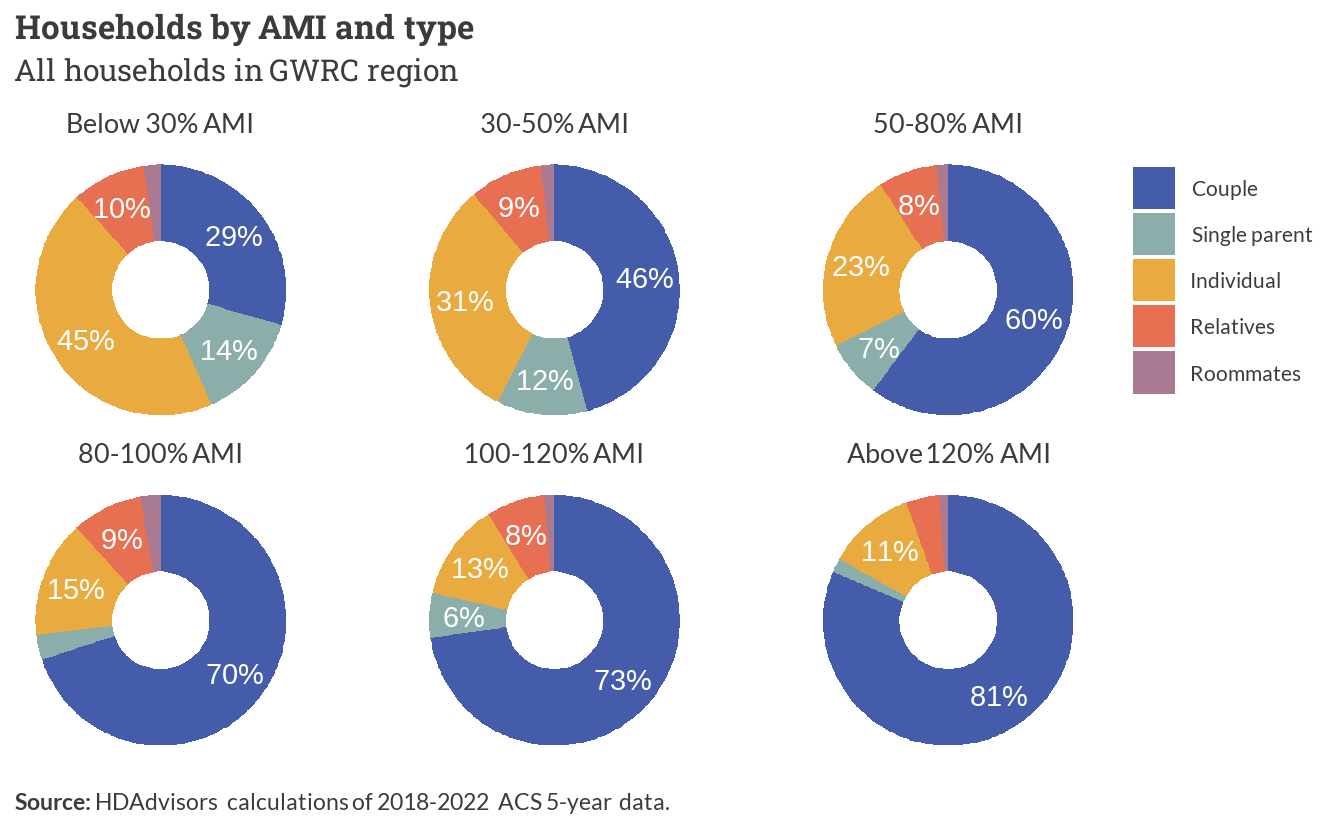 Households by AMI and type
All households in GWRC region
Below 30% AMI
30-50% AMI
50-80% AMI
10%
29%
45%
14%
9%
46%
31%
12%
8%
23%
60%
7%
Couple
Single parent
Individual
Relatives
Roommates
80-100% AMI
100-120% AMI
Above 120% AMI
9%
15%
70%
8%
13%
6%
73%
11%
81%
Source: HDAdvisors calculations of 2018-2022 ACS 5-year data.